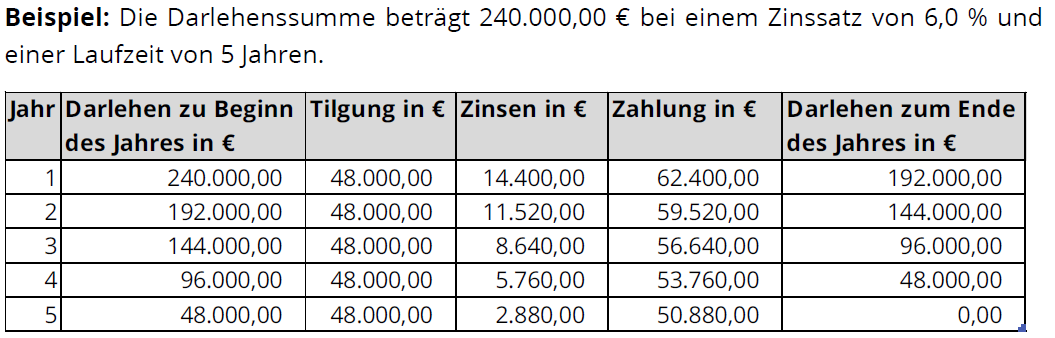 Beispiel: Die Darlehenssumme beträgt 240.000,00 € bei einem Zinssatz von 6,0 % und
einer Laufzeit von 5 Jahren.
Jahr Darlehen zu Beginn des Jahres in € Tilgung in € Zinsen in € Zahlung in € Darlehen zum Ende des Jahres in €
1 240.000,00 48.000,00 14.400,00 62.400,00 192.000,00
2 192.000,00 48.000,00 11.520,00 59.520,00 144.000,00
3 144.000,00 48.000,00 8.640,00 56.640,00 96.000,00
4 96.000,00 48.000,00 5.760,00 53.760,00 48.000,00
5 48.000,00 48.000,00 2.880,00 50.880,00 0,00